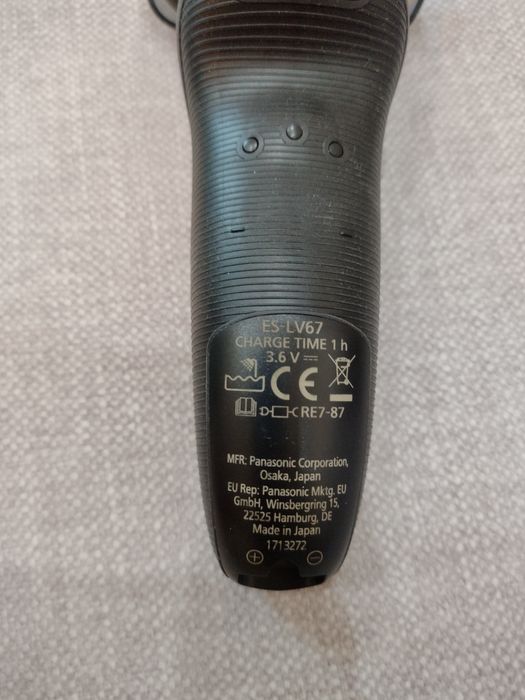 ES-LV67
CHARGE TIME 1 h
3.6 V ⎓
CE
RE7-87
MFR: Panasonic Corporation,
Osaka, Japan
EU Rep: Panasonic Mktg. EU
GmbH, Winsbergring 15,
22525 Hamburg, DE
Made in Japan
1713272
+ −